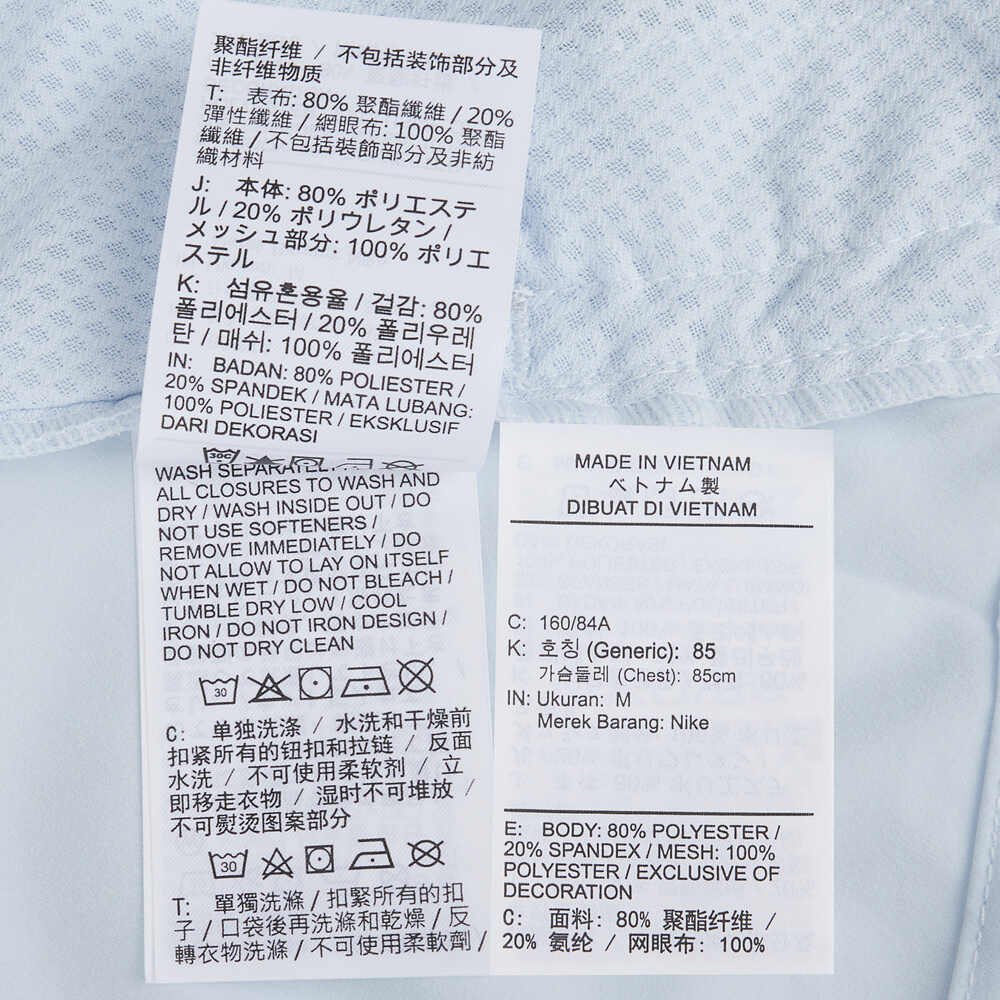 聚酯纤维 / 不包括装饰部分及
非纤维物质
T: 表布: 80% 聚酯纖維 / 20%
彈性纖維 / 網眼布: 100% 聚酯
纖維 / 不包括裝飾部分及非紡
織材料
J: 本体: 80% ポリエステ
ル / 20% ポリウレタン /
メッシュ部分: 100% ポリエ
ステル
K: 섬유혼용율 / 겉감: 80%
폴리에스터 / 20% 폴리우레
탄 / 매쉬: 100% 폴리에스터
IN: BADAN: 80% POLIESTER /
20% SPANDEK / MATA LUBANG:
100% POLIESTER / EKSKLUSIF
DARI DEKORASI
WASH
ALL CLOSURES TO WASH AND
DRY / WASH INSIDE OUT / DO
NOT USE SOFTENERS /
REMOVE IMMEDIATELY / DO
NOT ALLOW TO LAY ON ITSELF
WHEN WET / DO NOT BLEACH /
TUMBLE DRY LOW / COOL
IRON / DO NOT IRON DESIGN /
DO NOT DRY CLEAN
30
C: 单独洗涤 / 水洗和干燥前
扣紧所有的钮扣和拉链 / 反面
水洗 / 不可使用柔软剂 / 立
即移走衣物 / 湿时不可堆放 /
不可熨烫图案部分
30
T: 單獨洗滌 / 扣緊所有的扣
子 / 口袋後再洗滌和乾燥 / 反
轉衣物洗滌 / 不可使用柔軟劑 /
MADE IN VIETNAM
ベトナム製
DIBUAT DI VIETNAM
C: 160/84A
K: 호칭 (Generic): 85
가슴둘레 (Chest): 85cm
IN: Ukuran: M
Merek Barang: Nike
E: BODY: 80% POLYESTER /
20% SPANDEX / MESH: 100%
POLYESTER / EXCLUSIVE OF
DECORATION
C: 面料: 80% 聚酯纤维 /
20% 氨纶 / 网眼布: 100%